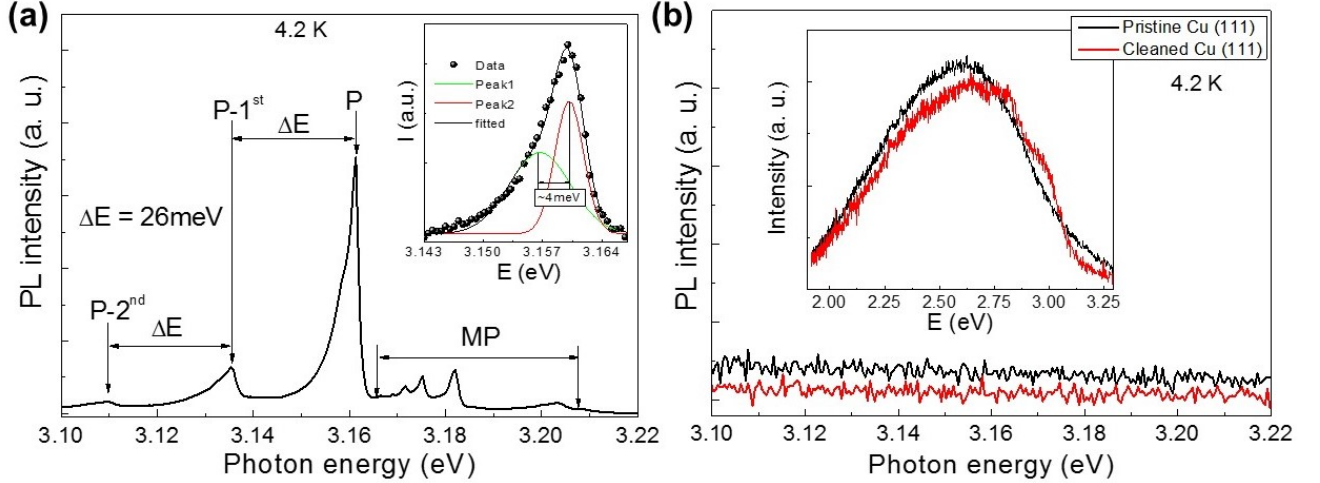 (a)
4.2 K
P-1st
P
ΔE
ΔE = 26meV
P-2nd
ΔE
MP
PL intensity (a. u.)
3.10 3.12 3.14 3.16 3.18 3.20 3.22
Photon energy (eV)
I (a.u.)
Data
Peak1
Peak2
fitted
~4meV
3.143 3.150 3.157 3.164
E (eV)
(b)
Pristine Cu (111)
Cleaned Cu (111)
4.2 K
PL intensity (a. u.)
Intensity (a. u.)
2.00 2.25 2.50 2.75 3.00 3.25
E (eV)
3.10 3.12 3.14 3.16 3.18 3.20 3.22
Photon energy (eV)